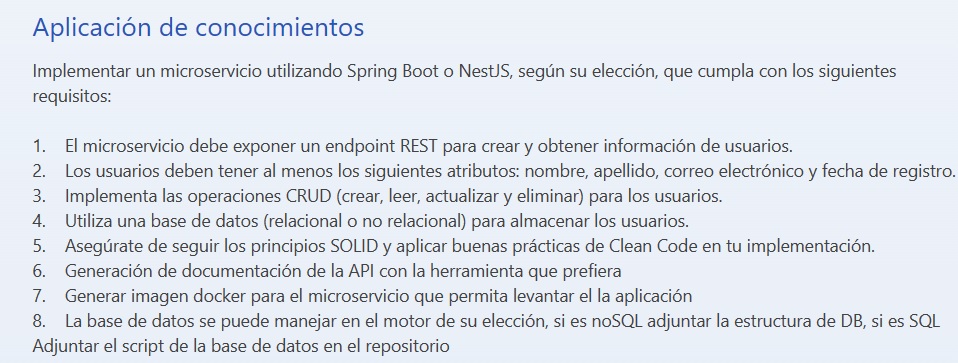 Aplicación de conocimientos
Implementar un microservicio utilizando Spring Boot o NestJS, según su elección, que cumpla con los siguientes
requisitos:
1. El microservicio debe exponer un endpoint REST para crear y obtener información de usuarios.
2. Los usuarios deben tener al menos los siguientes atributos: nombre, apellido, correo electrónico y fecha de registro.
3. Implementa las operaciones CRUD (crear, leer, actualizar y eliminar) para los usuarios.
4. Utiliza una base de datos (relacional o no relacional) para almacenar los usuarios.
5. Asegúrate de seguir los principios SOLID y aplicar buenas prácticas de Clean Code en tu implementación.
6. Generación de documentación de la API con la herramienta que prefiera
7. Generar imagen docker para el microservicio que permita levantar el la aplicación
8. La base de datos se puede manejar en el motor de su elección, si es noSQL adjuntar la estructura de DB, si es SQL
Adjuntar el script de la base de datos en el repositorio